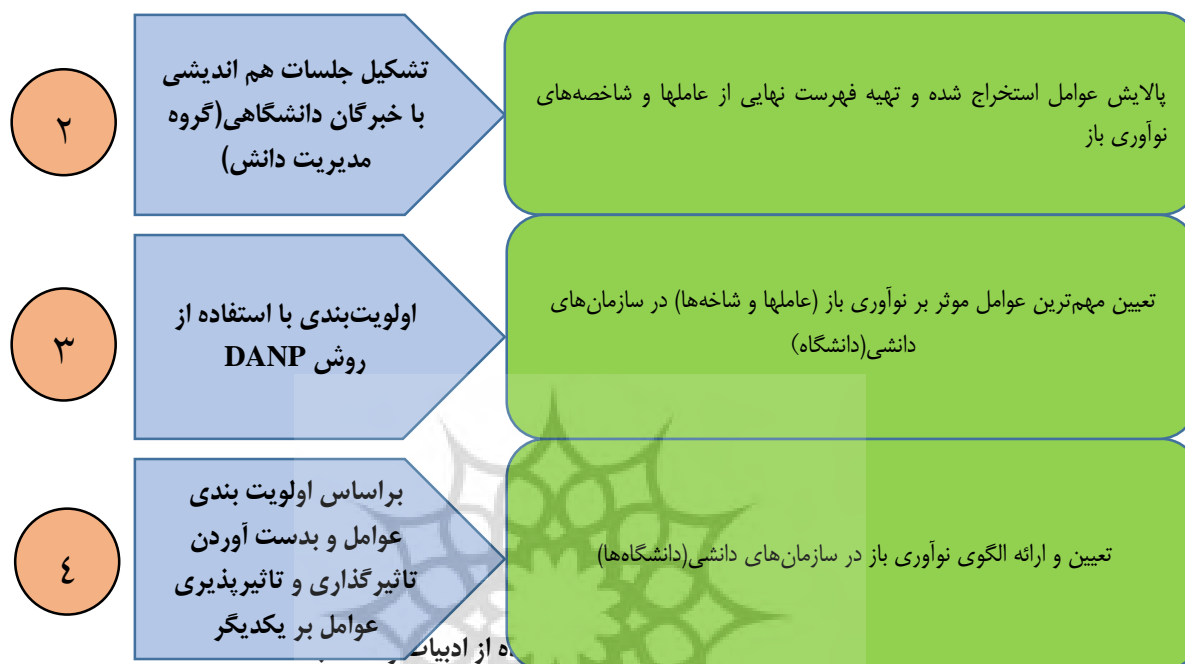 ۲
تشکیل جلسات هم اندیشی
با خبرگان دانشگاهی(گروه
مدیریت دانش)
پالایش عوامل استخراج شده و تهیه فهرست نهایی از عاملها و شاخصه‌های
نوآوری باز
۳
اولویت‌بندی با استفاده از
روش DANP
تعیین مهم‌ترین عوامل موثر بر نوآوری باز (عاملها و شاخه‌ها) در سازمان‌های
دانشی(دانشگاه)
٤
براساس اولویت بندی
عوامل و بدست آوردن
تاثیرگذاری و تاثیرپذیری
عوامل بر یکدیگر
تعیین و ارائه الگوی نوآوری باز در سازمان‌های دانشی(دانشگاه‌ها)
از ادبیات